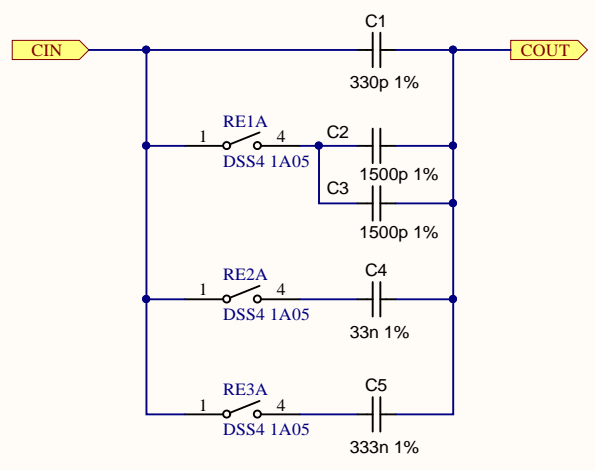 C1
CIN
COUT
330p 1%
RE1A
C2
1 4
DSS4 1A05
1500p 1%
C3
1500p 1%
RE2A
C4
1 4
DSS4 1A05
33n 1%
RE3A
C5
1 4
DSS4 1A05
333n 1%